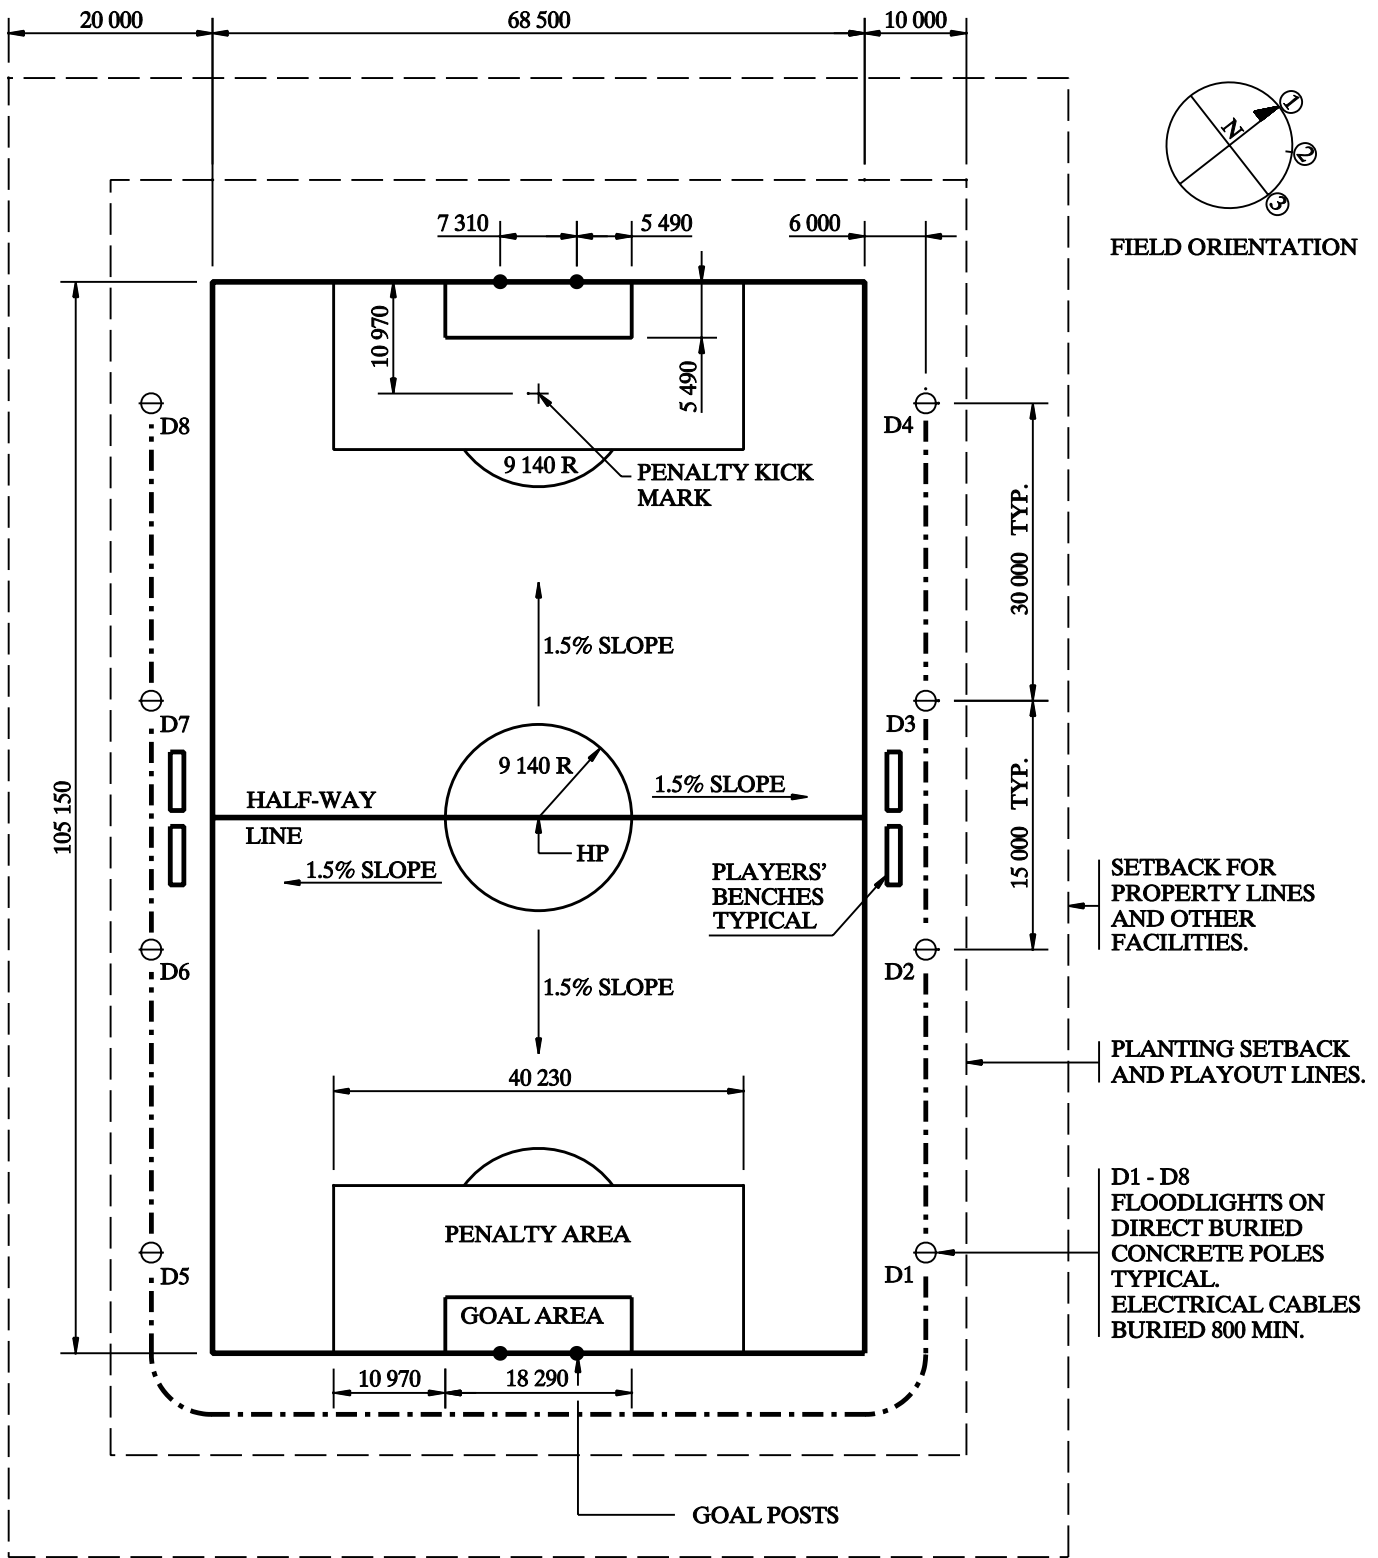 20 000
68 500
10 000
1
N
2
3
FIELD ORIENTATION
7 310
5 490
6 000
10 970
5 490
D8
D4
9 140 R
PENALTY KICK
MARK
30 000 TYP.
1.5% SLOPE
D7
D3
9 140 R
1.5% SLOPE
HALF-WAY
LINE
HP
105 150
15 000 TYP.
1.5% SLOPE
PLAYERS'
BENCHES
TYPICAL
SETBACK FOR
PROPERTY LINES
AND OTHER
FACILITIES.
D6
D2
1.5% SLOPE
PLANTING SETBACK
AND PLAYOUT LINES.
40 230
D1 - D8
FLOODLIGHTS ON
DIRECT BURIED
CONCRETE POLES
TYPICAL.
ELECTRICAL CABLES
BURIED 800 MIN.
PENALTY AREA
D5
D1
GOAL AREA
10 970
18 290
GOAL POSTS